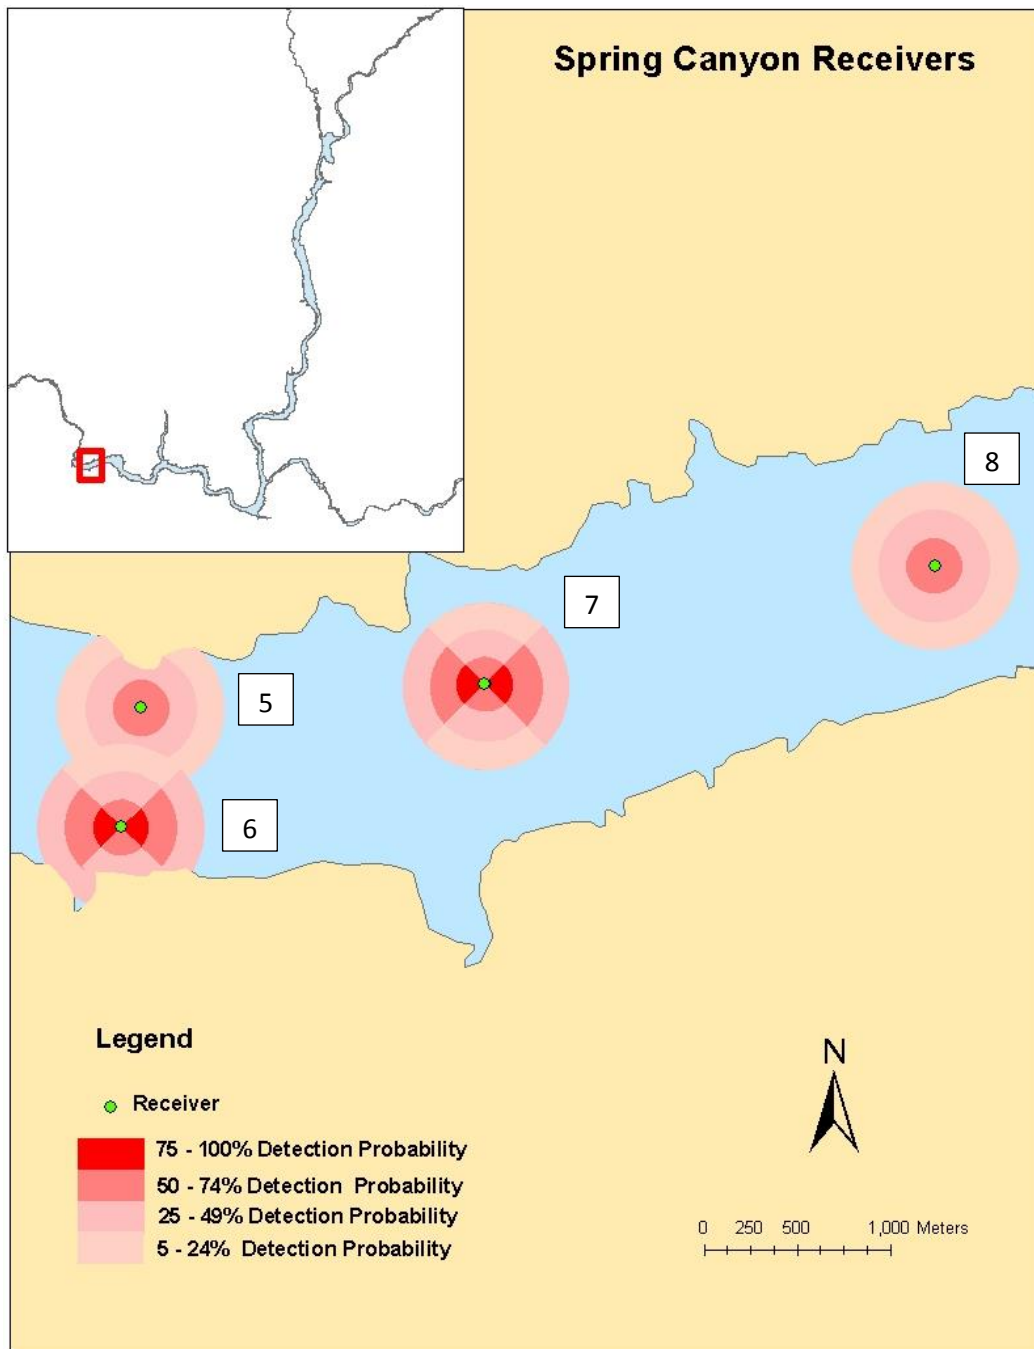 Spring Canyon Receivers
8
7
5
6
Legend
Receiver
75 - 100% Detection Probability
50 - 74% Detection Probability
25 - 49% Detection Probability
5 - 24% Detection Probability
N
0 250 500 1,000 Meters